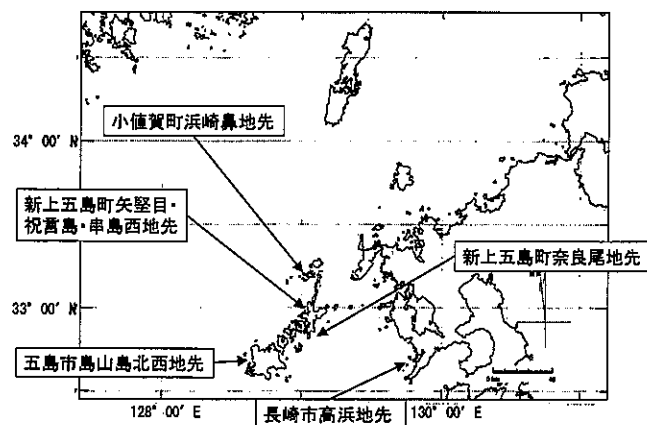 小値賀町浜崎鼻地先
34° 00' N
新上五島町矢堅目・
祝言島・串島西地先
新上五島町奈良尾地先
33° 00' N
五島市島山島北西地先
128° 00' E
長崎市高浜地先
130° 00' E